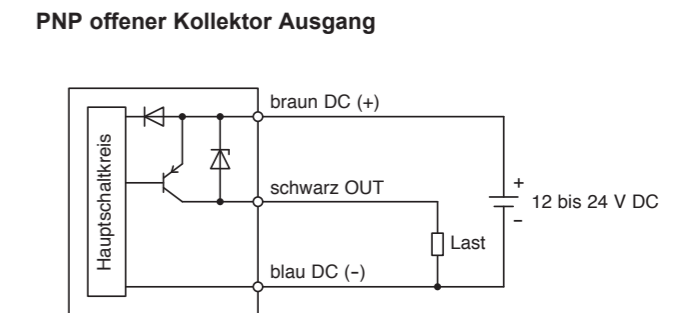 PNP offener Kollektor Ausgang
braun DC (+)
Hauptschaltkreis
schwarz OUT
+
12 bis 24 V DC
−
Last
blau DC (−)